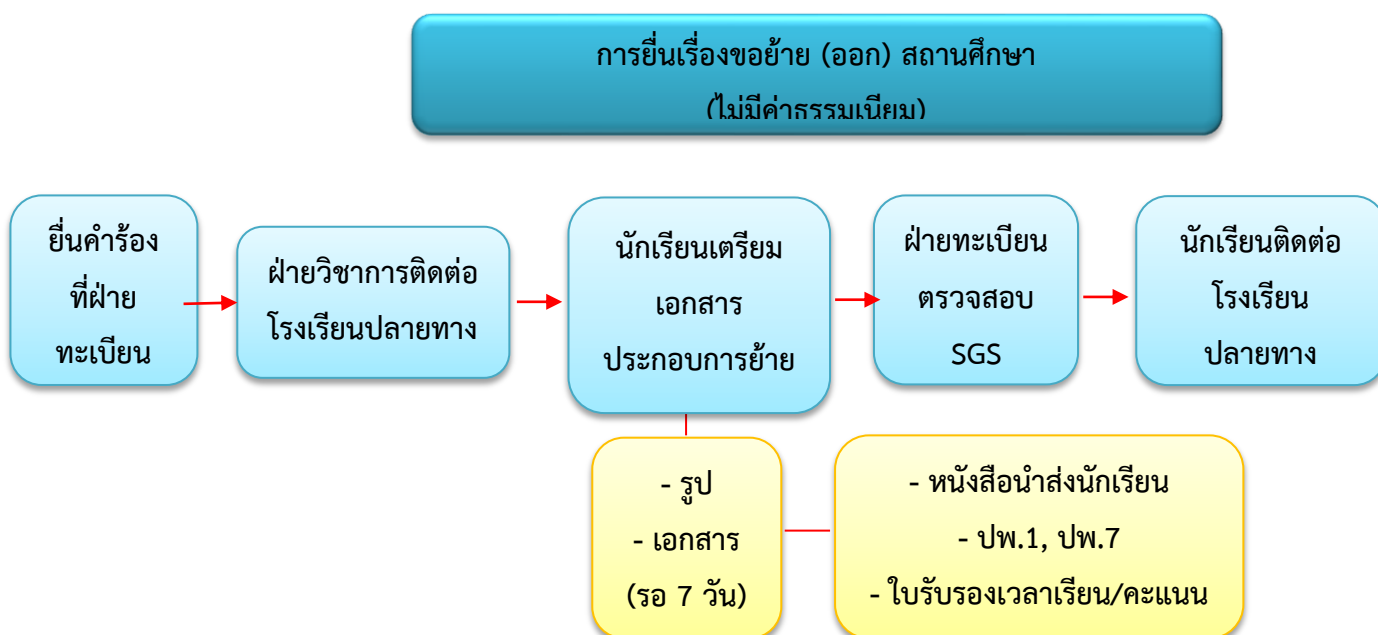 การยื่นเรื่องขอย้าย (ออก) สถานศึกษา
(ไม่มีค่าธรรมเนียม)
ยื่นคำร้อง
ที่ฝ่าย
ทะเบียน
ฝ่ายวิชาการติดต่อ
โรงเรียนปลายทาง
นักเรียนเตรียม
เอกสาร
ประกอบการย้าย
ฝ่ายทะเบียน
ตรวจสอบ
SGS
นักเรียนติดต่อ
โรงเรียน
ปลายทาง
- รูป
- เอกสาร
(รอ 7 วัน)
- หนังสือนำส่งนักเรียน
- ปพ.1, ปพ.7
- ใบรับรองเวลาเรียน/คะแนน